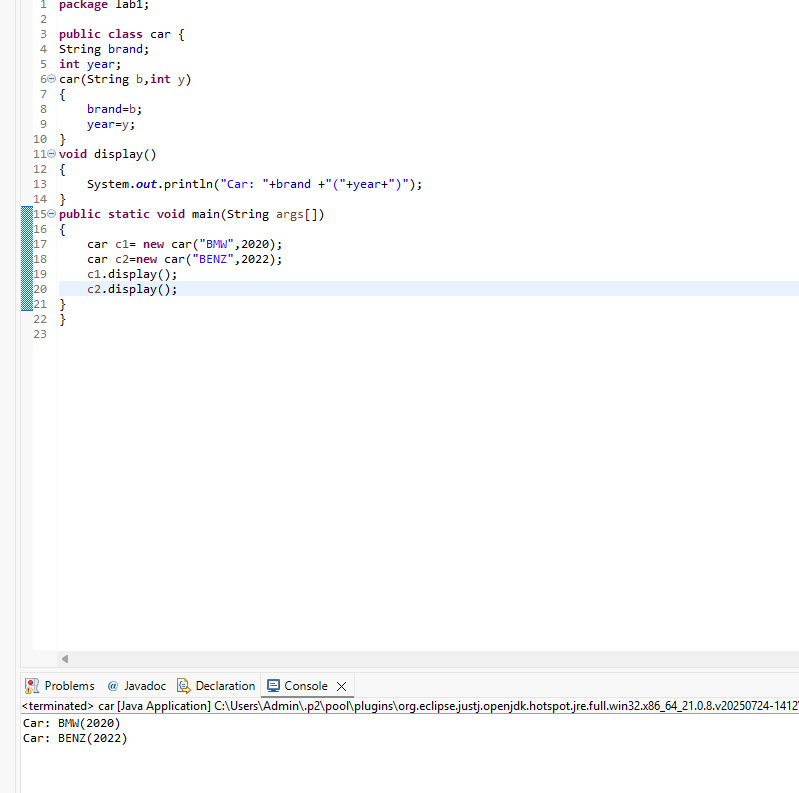 1 package lab1;
2
3 public class car {
4 String brand;
5 int year;
6 car(String b,int y)
7 {
8 brand=b;
9 year=y;
10 }
11 void display()
12 {
13 System.out.println("Car: "+brand +"("+year+")");
14 }
15 public static void main(String args[])
16 {
17 car c1= new car("BMW",2020);
18 car c2=new car("BENZ",2022);
19 c1.display();
20 c2.display();
21 }
22 }
23
Problems @ Javadoc Declaration Console
<terminated> car [Java Application] C:\Users\Admin\.p2\pool\plugins\org.eclipse.justj.openjdk.hotspot.jre.full.win32.x86_64_21.0.8.v20250724-1412\
Car: BMW(2020)
Car: BENZ(2022)